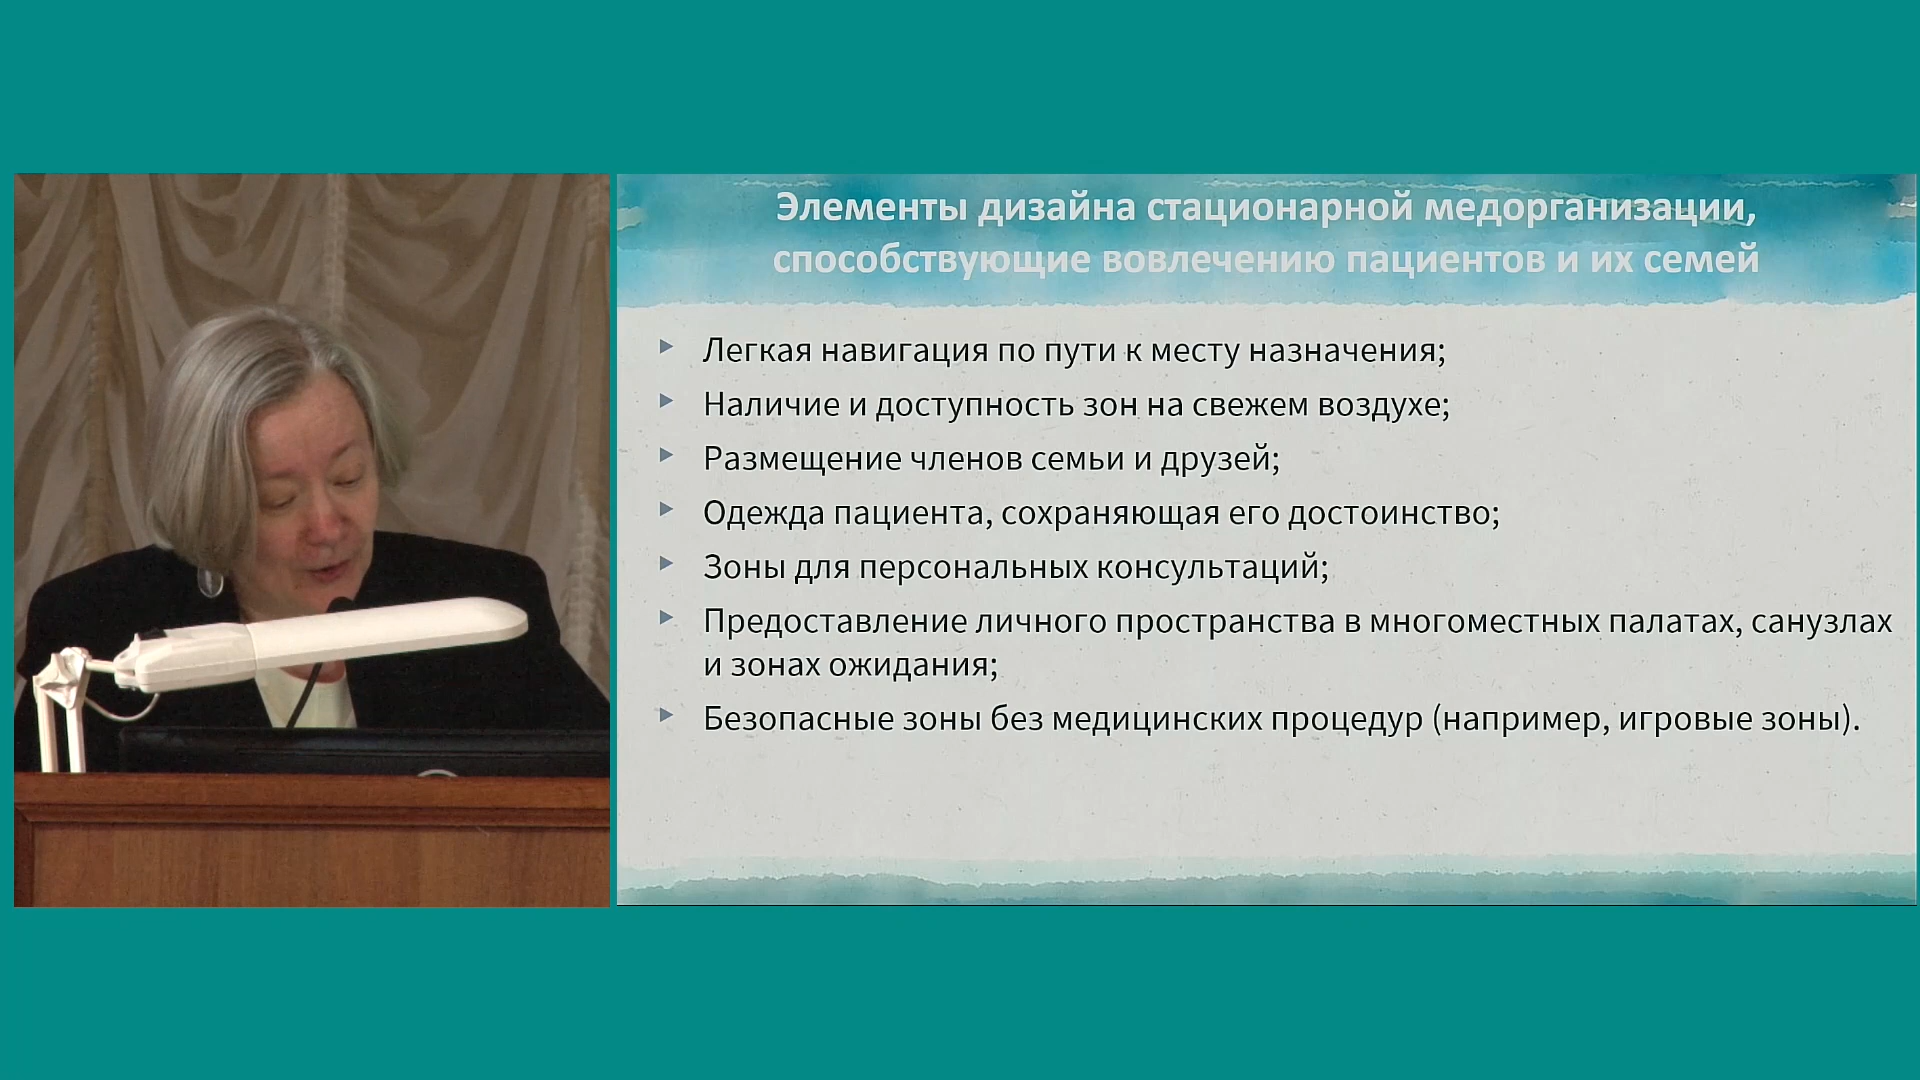 Элементы дизайна стационарной медорганизации,
способствующие вовлечению пациентов и их семей
Легкая навигация по пути к месту назначения;
Наличие и доступность зон на свежем воздухе;
Размещение членов семьи и друзей;
Одежда пациента, сохраняющая его достоинство;
Зоны для персональных консультаций;
Предоставление личного пространства в многоместных палатах, санузлах
и зонах ожидания;
Безопасные зоны без медицинских процедур (например, игровые зоны).